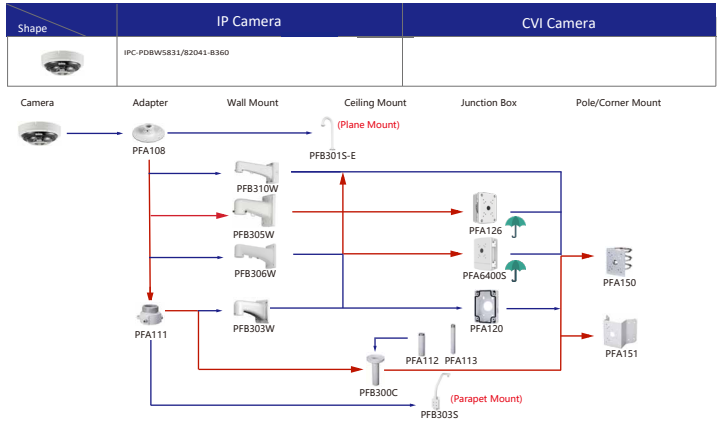 Shape
IP Camera
CVI Camera
IPC-PDBW5831/82041-B360
Camera
Adapter
Wall Mount
Ceiling Mount
Junction Box
Pole/Corner Mount
(Plane Mount)
PFA108
PFB301S-E
PFB310W
PFB305W
PFA126
PFB306W
PFA6400S
PFA150
PFA111
PFB303W
PFA120
PFA151
PFA112
PFA113
PFB300C
(Parapet Mount)
PFB303S